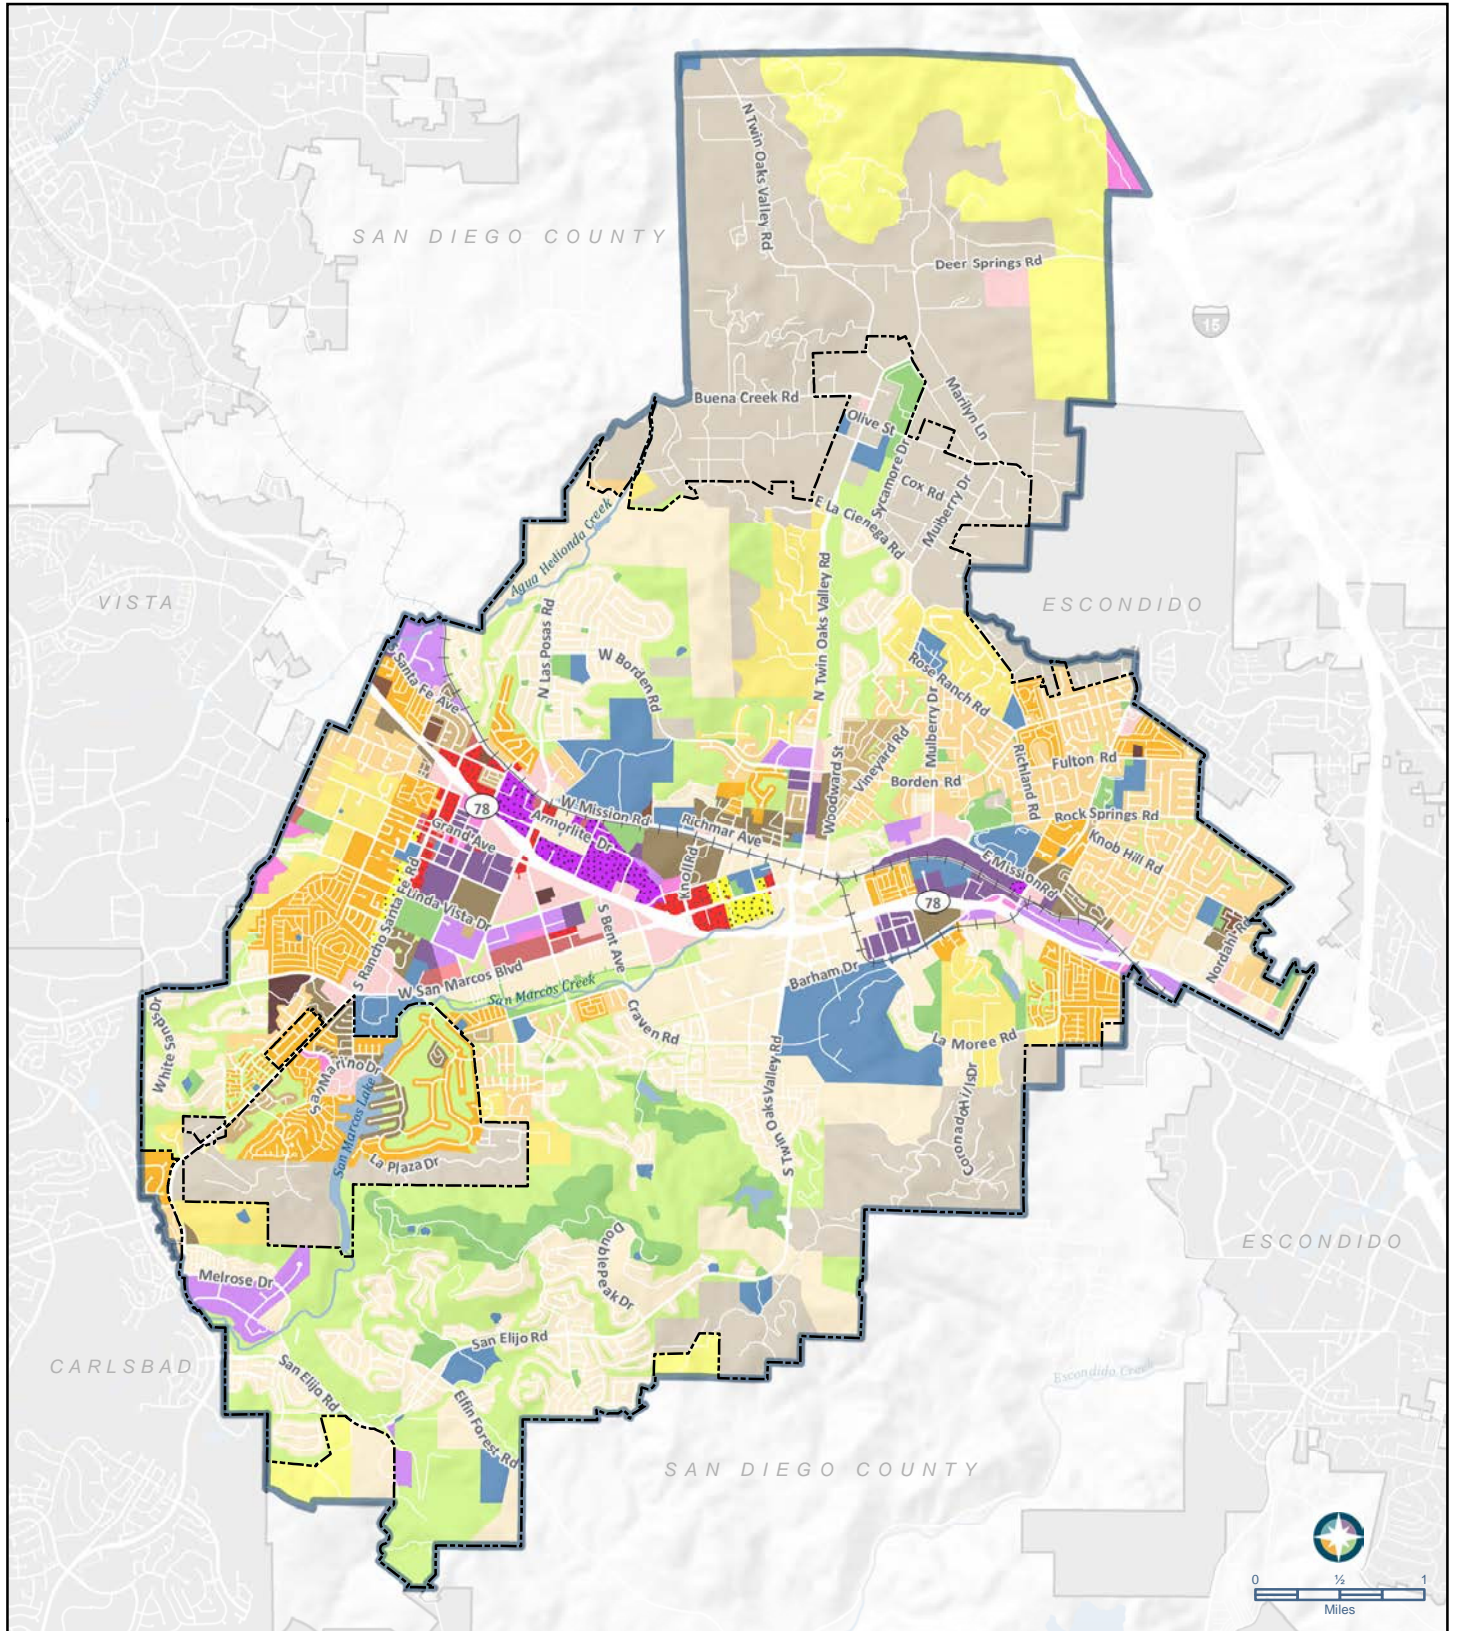 Buena Vista Creek
N Twin Oaks Valley Rd
SAN DIEGO COUNTY
Deer Springs Rd
15
Buena Creek Rd
Marilyn Ln
Olive St
Sycamore Dr
Cox Rd
Mulberry Dr
E La Cienega Rd
Agua Hedionda Creek
VISTA
ESCONDIDO
N Las Posas Rd
N Twin Oaks Valley Rd
W Borden Rd
Santa Fe Ave
Rose Ranch Rd
Mulberry Dr
Vineyard Rd
Woodward St
Borden Rd
Richland Rd
Fulton Rd
Rock Springs Rd
78
W Mission Rd
Armorlite Dr
Richmar Ave
Grand Ave
Knoll Rd
Knob Hill Rd
E Mission Rd
78
Linda Vista Dr
S Rancho Santa Fe Rd
S Bent Ave
Nordahl Rd
W San Marcos Blvd
San Marcos Creek
Barham Dr
White Sands Dr
Craven Rd
La Moree Rd
San Marino Dr
San Marcos Lake
S Twin Oaks Valley Rd
Coronado Hills Dr
La Plaza Dr
Double Peak Dr
ESCONDIDO
Melrose Dr
San Elijo Rd
CARLSBAD
San Elijo Rd
Elfin Forest Rd
Escondido Creek
SAN DIEGO COUNTY
0 ½ 1
Miles